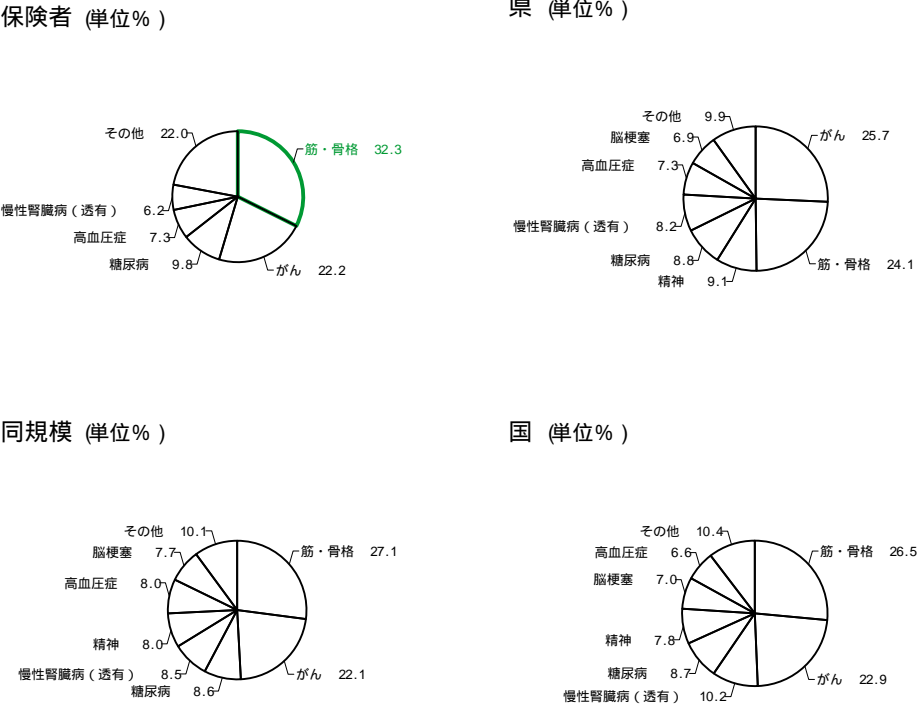 保険者 (単位%)
その他 22.0
筋・骨格 32.3
慢性腎臓病(透有) 6.2
高血圧症 7.3
糖尿病 9.8
がん 22.2
県 (単位%)
その他 9.9
がん 25.7
脳梗塞 6.9
高血圧症 7.3
慢性腎臓病(透有) 8.2
糖尿病 8.8
筋・骨格 24.1
精神 9.1
同規模 (単位%)
その他 10.1
筋・骨格 27.1
脳梗塞 7.7
高血圧症 8.0
精神 8.0
慢性腎臓病(透有) 8.5
がん 22.1
糖尿病 8.6
国 (単位%)
その他 10.4
筋・骨格 26.5
高血圧症 6.6
脳梗塞 7.0
精神 7.8
糖尿病 8.7
がん 22.9
慢性腎臓病(透有) 10.2